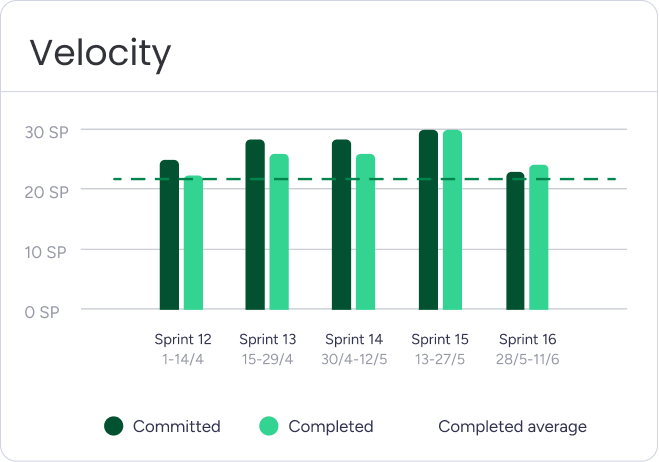 Velocity
30 SP
20 SP
10 SP
0 SP
Sprint 12 Sprint 13 Sprint 14 Sprint 15 Sprint 16
1-14/4 15-29/4 30/4-12/5 13-27/5 28/5-11/6
Committed Completed Completed average